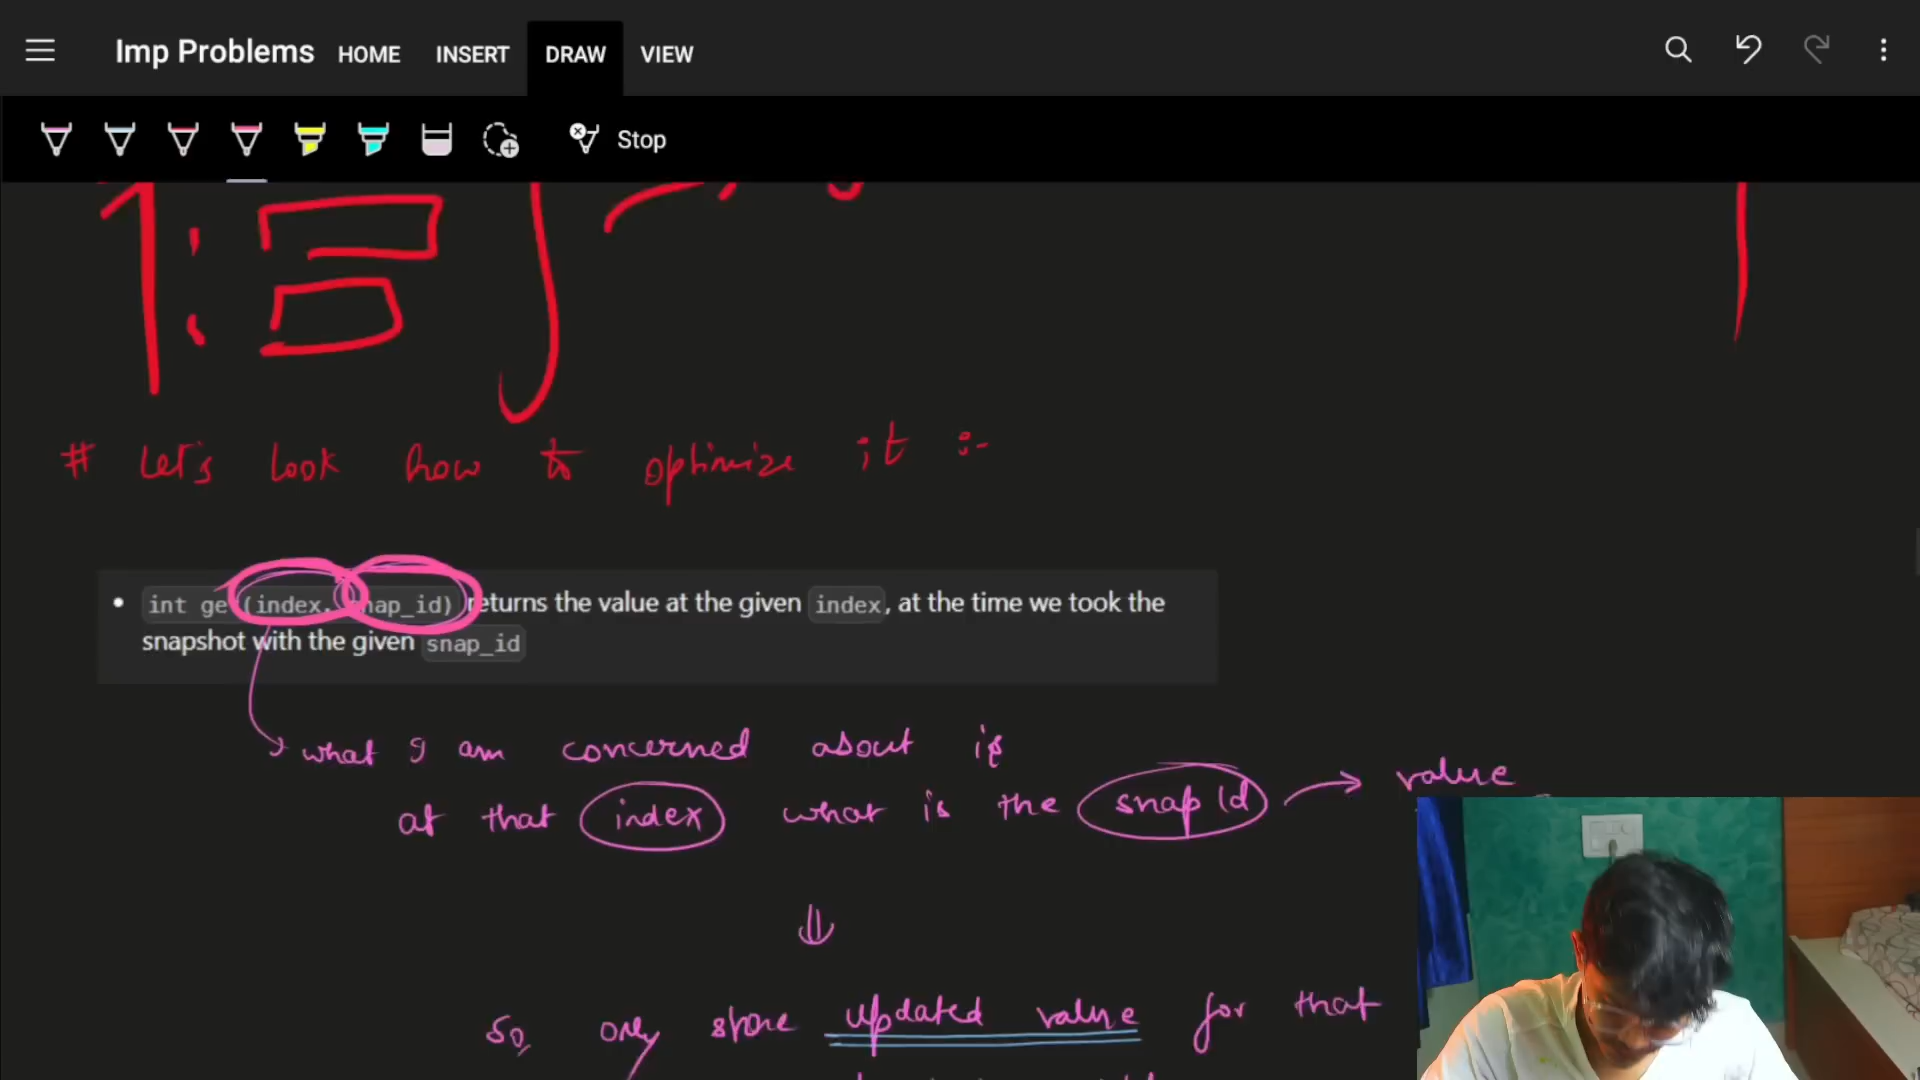 Imp Problems HOME INSERT DRAW VIEW
Stop
1:
# Let's look how to optimize it :-
int get(index, snap_id) returns the value at the given index, at the time we took the
snapshot with the given snap_id
what I am concerned about is
at that index what is the snap Id → value
So, only store updated value for that